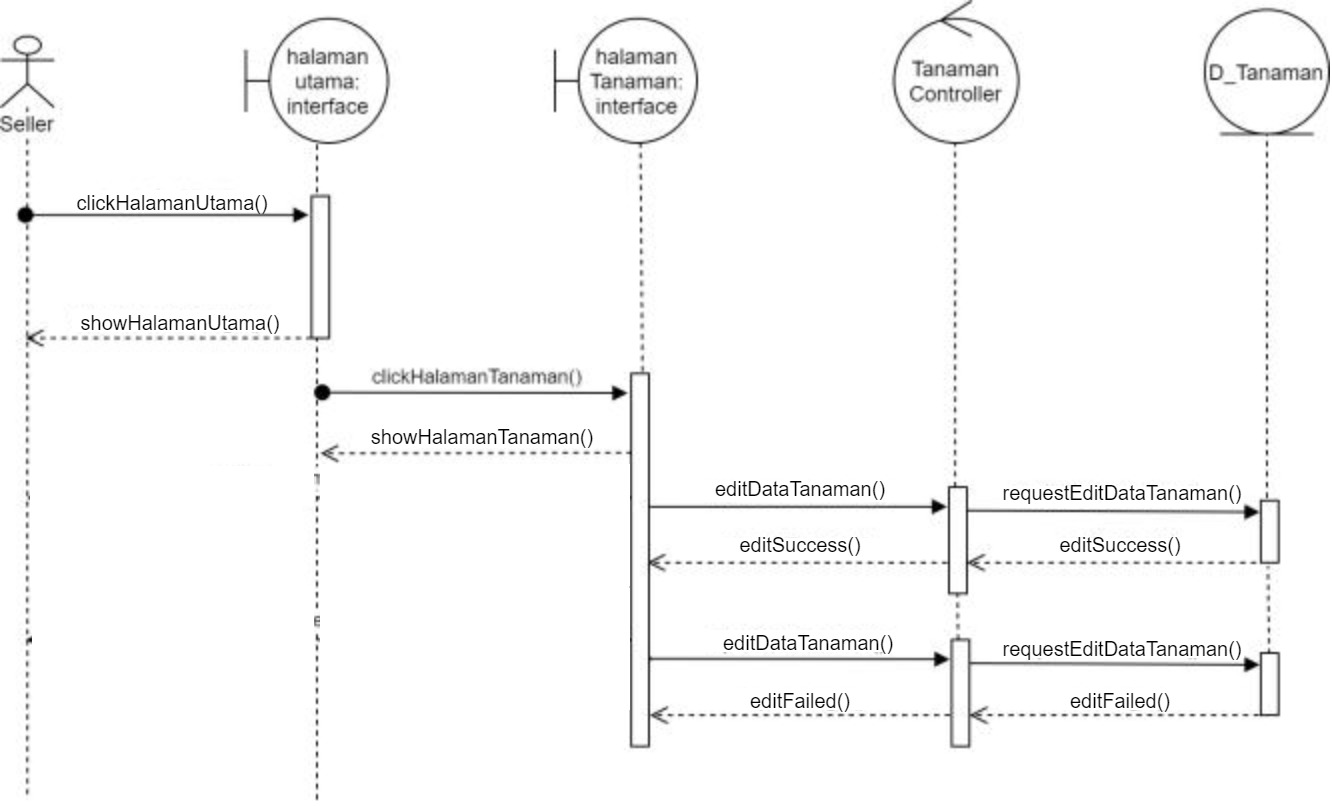 Seller
halaman
utama:
interface
halaman
Tanaman:
interface
Tanaman
Controller
D_Tanaman
clickHalamanUtama()
showHalamanUtama()
clickHalamanTanaman()
showHalamanTanaman()
editDataTanaman()
requestEditDataTanaman()
editSuccess()
editSuccess()
editDataTanaman()
requestEditDataTanaman()
editFailed()
editFailed()